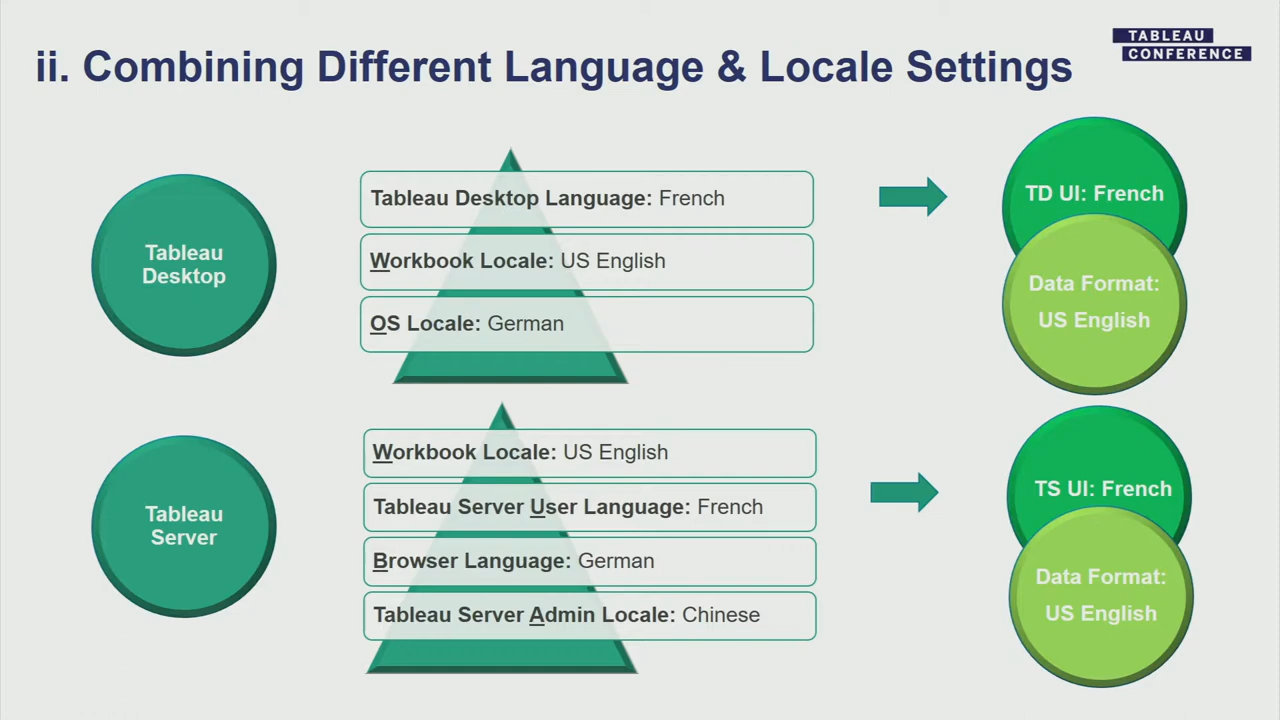 TABLEAU
CONFERENCE
ii. Combining Different Language & Locale Settings
Tableau
Desktop
Tableau Desktop Language: French
Workbook Locale: US English
OS Locale: German
TD UI: French
Data Format:
US English
Tableau
Server
Workbook Locale: US English
Tableau Server User Language: French
Browser Language: German
Tableau Server Admin Locale: Chinese
TS UI: French
Data Format:
US English